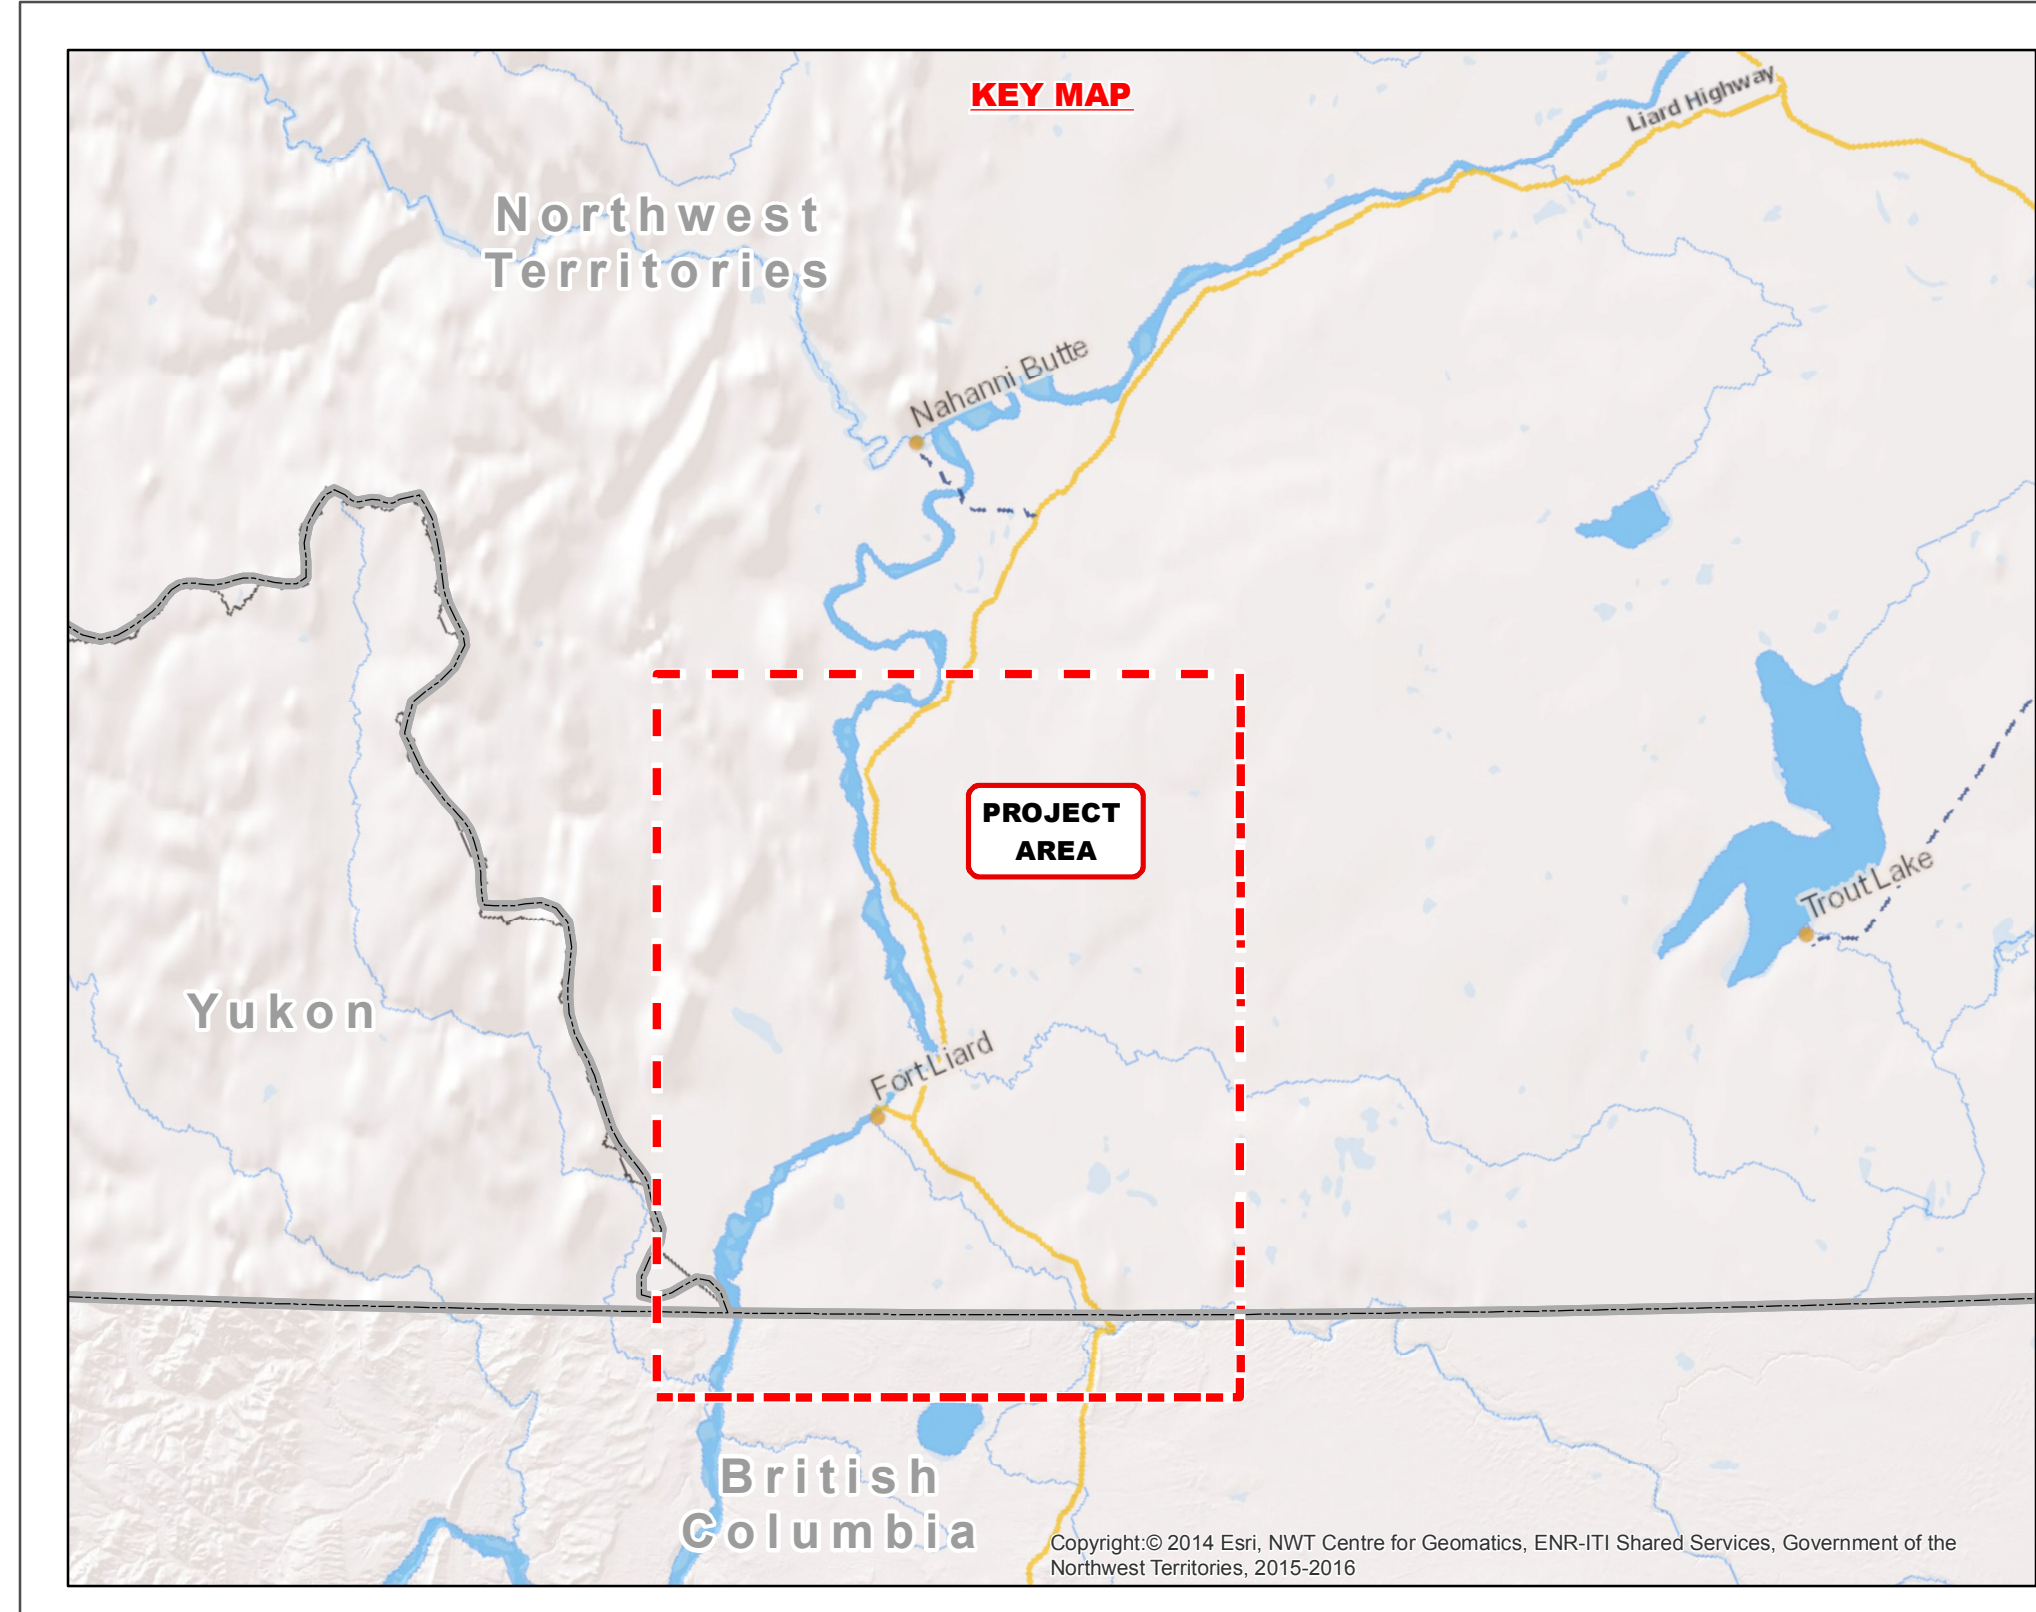 KEY MAP
Liard Highway
Northwest
Territories
Nahanni Butte
PROJECT
AREA
Trout Lake
Yukon
Fort Liard
British
Columbia
Copyright:© 2014 Esri, NWT Centre for Geomatics, ENR-ITI Shared Services, Government of the
Northwest Territories, 2015-2016